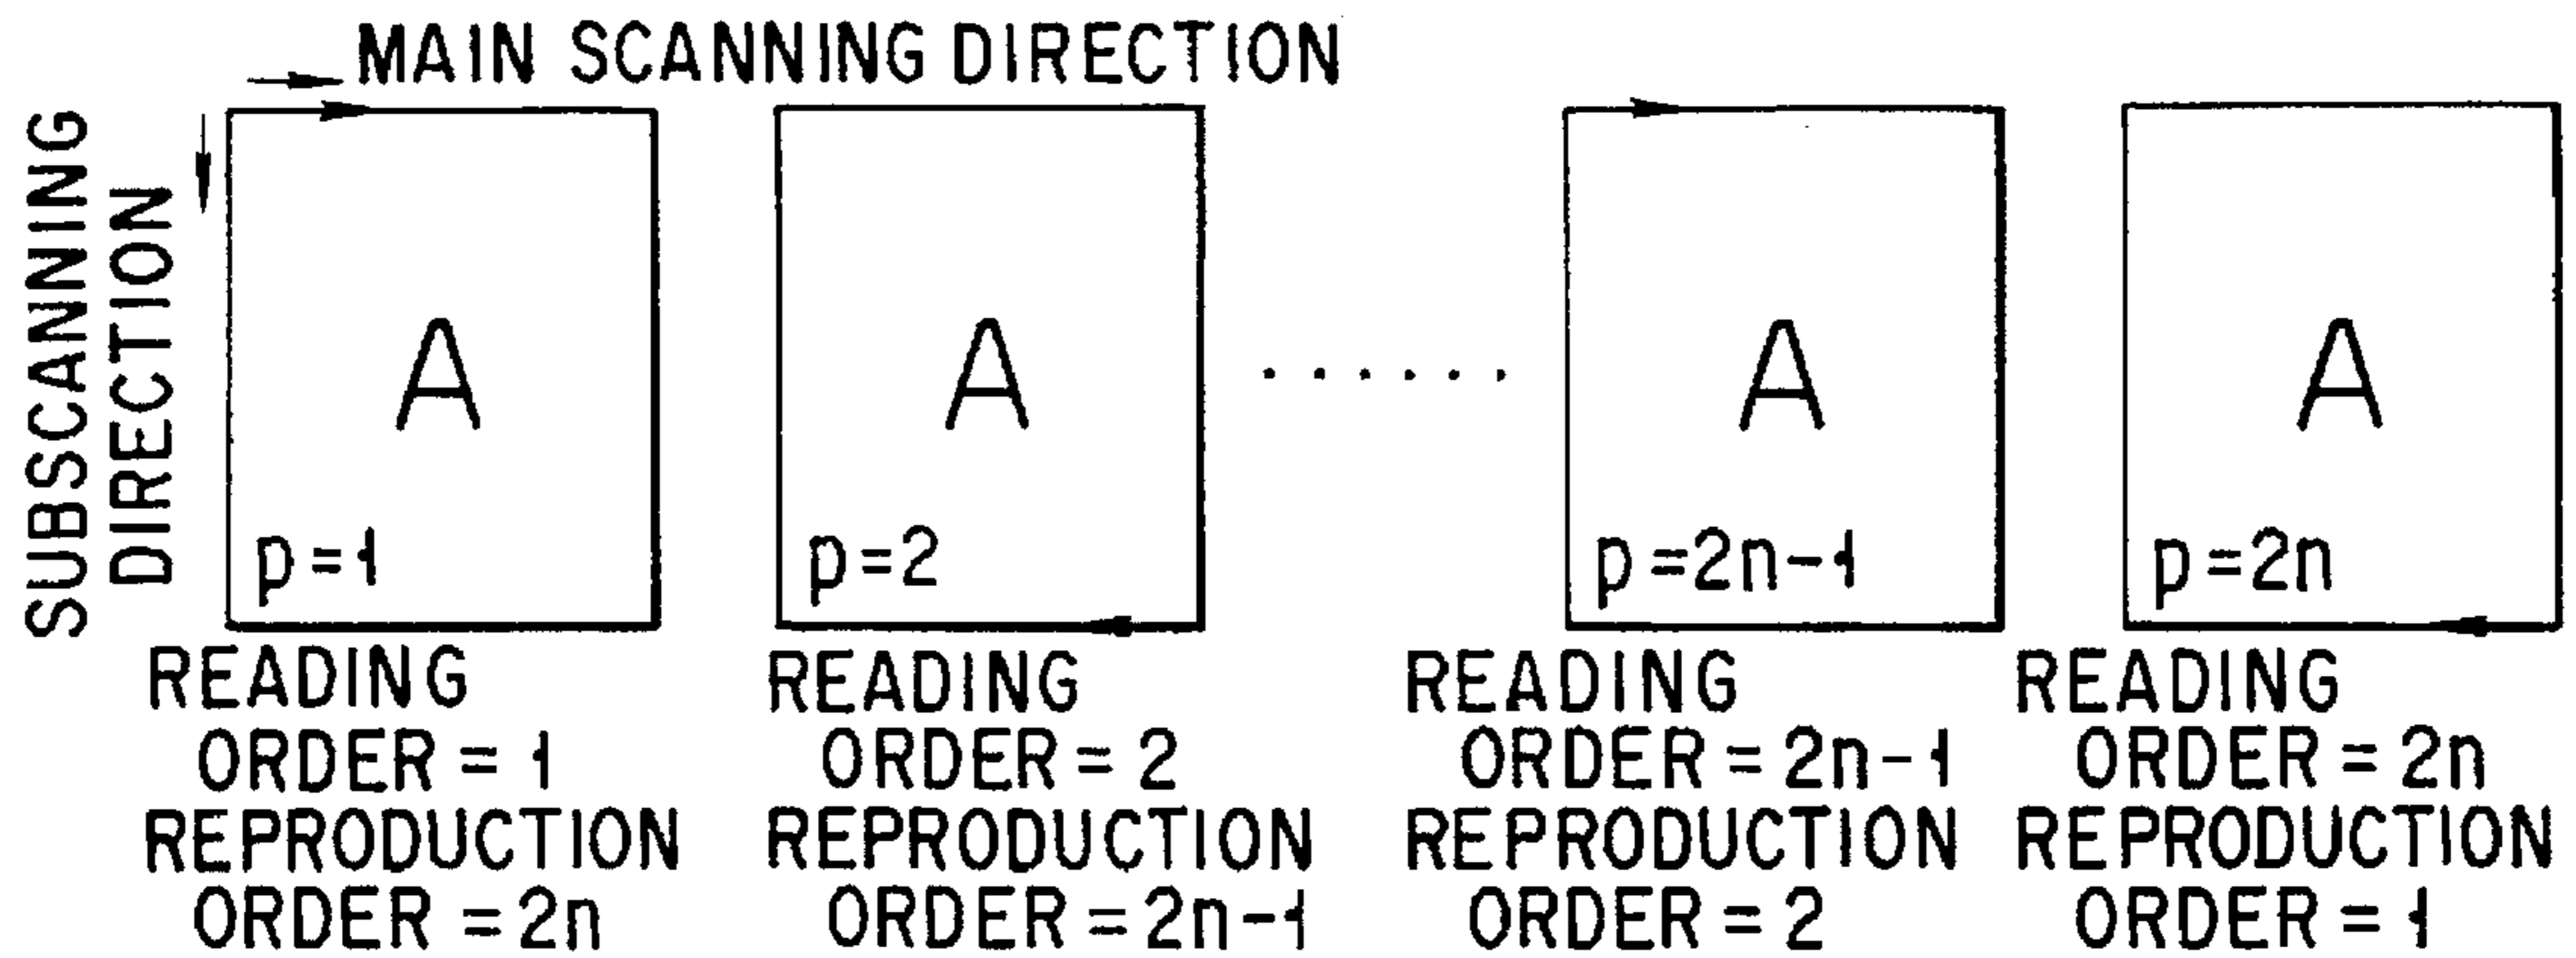 MAIN SCANNING DIRECTION
SUBSCANNING
DIRECTION
A
p=1
READING
ORDER = 1
REPRODUCTION
ORDER = 2n
A
p=2
READING
ORDER = 2
REPRODUCTION
ORDER = 2n-1
......
A
p=2n-1
READING
ORDER = 2n-1
REPRODUCTION
ORDER = 2
A
p=2n
READING
ORDER = 2n
REPRODUCTION
ORDER = 1